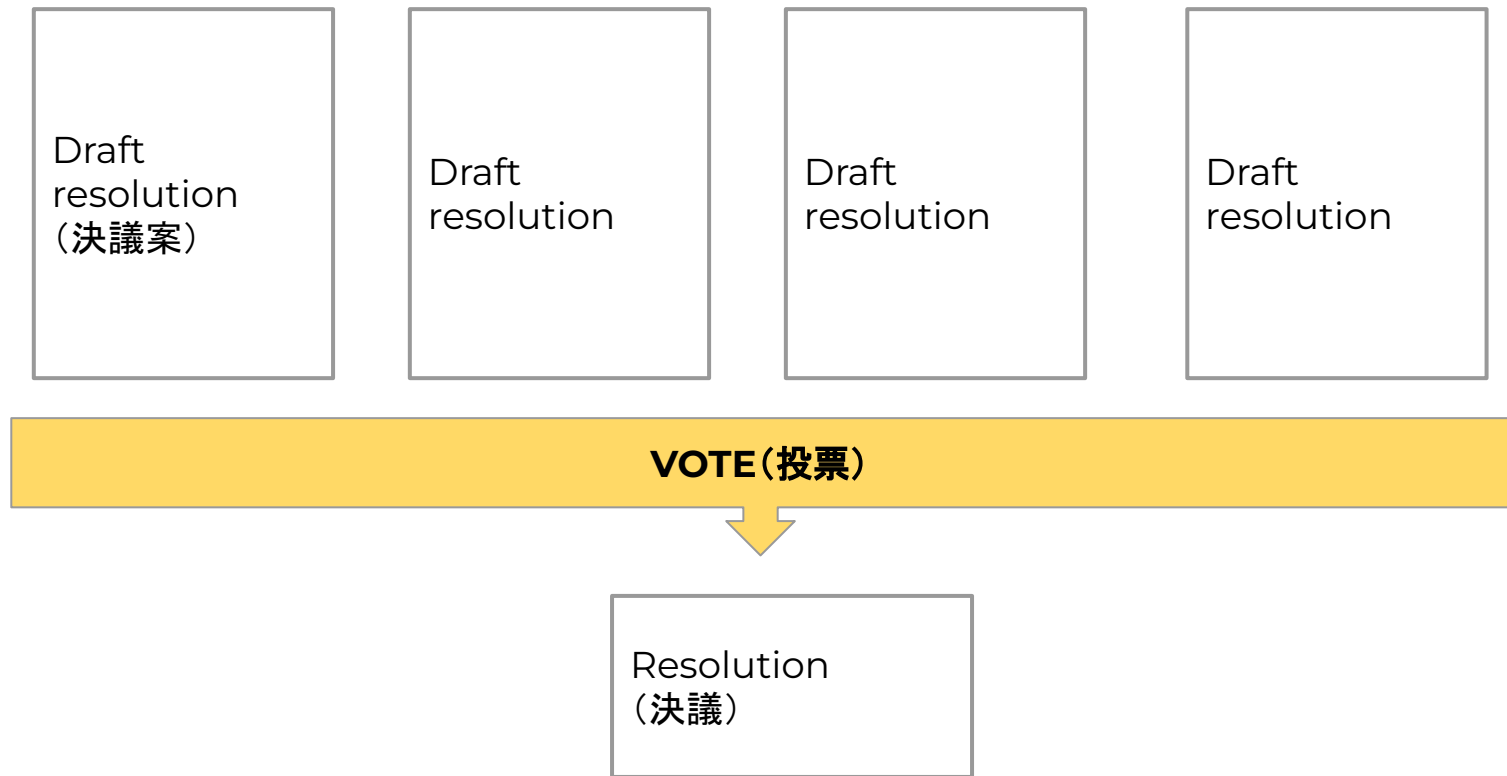 Draft
resolution
（決議案）
Draft
resolution
Draft
resolution
Draft
resolution
VOTE（投票）
Resolution
（決議）